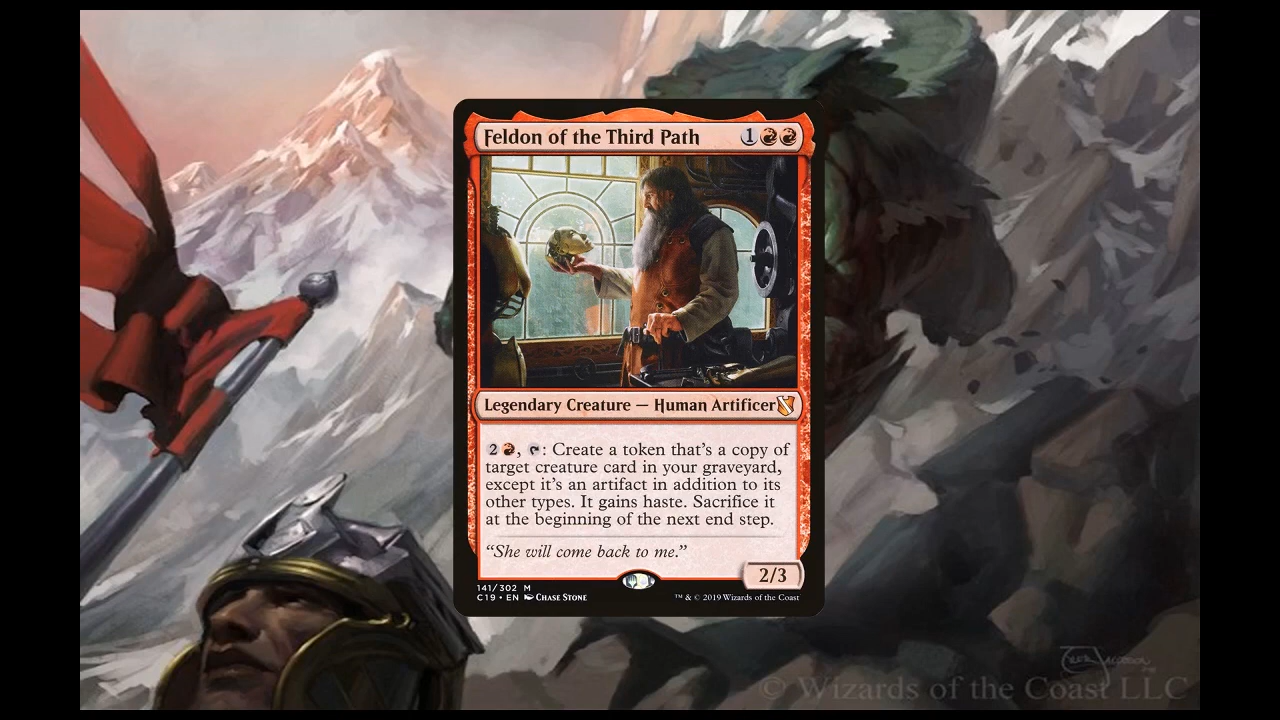 Feldon of the Third Path 1
Legendary Creature — Human Artificer
2 , : Create a token that's a copy of
target creature card in your graveyard,
except it's an artifact in addition to its
other types. It gains haste. Sacrifice it
at the beginning of the next end step.
“She will come back to me.”
2/3
141/302 M
C19 • EN CHASE STONE
™ & © 2019 Wizards of the Coast
© Wizards of the Coast LLC